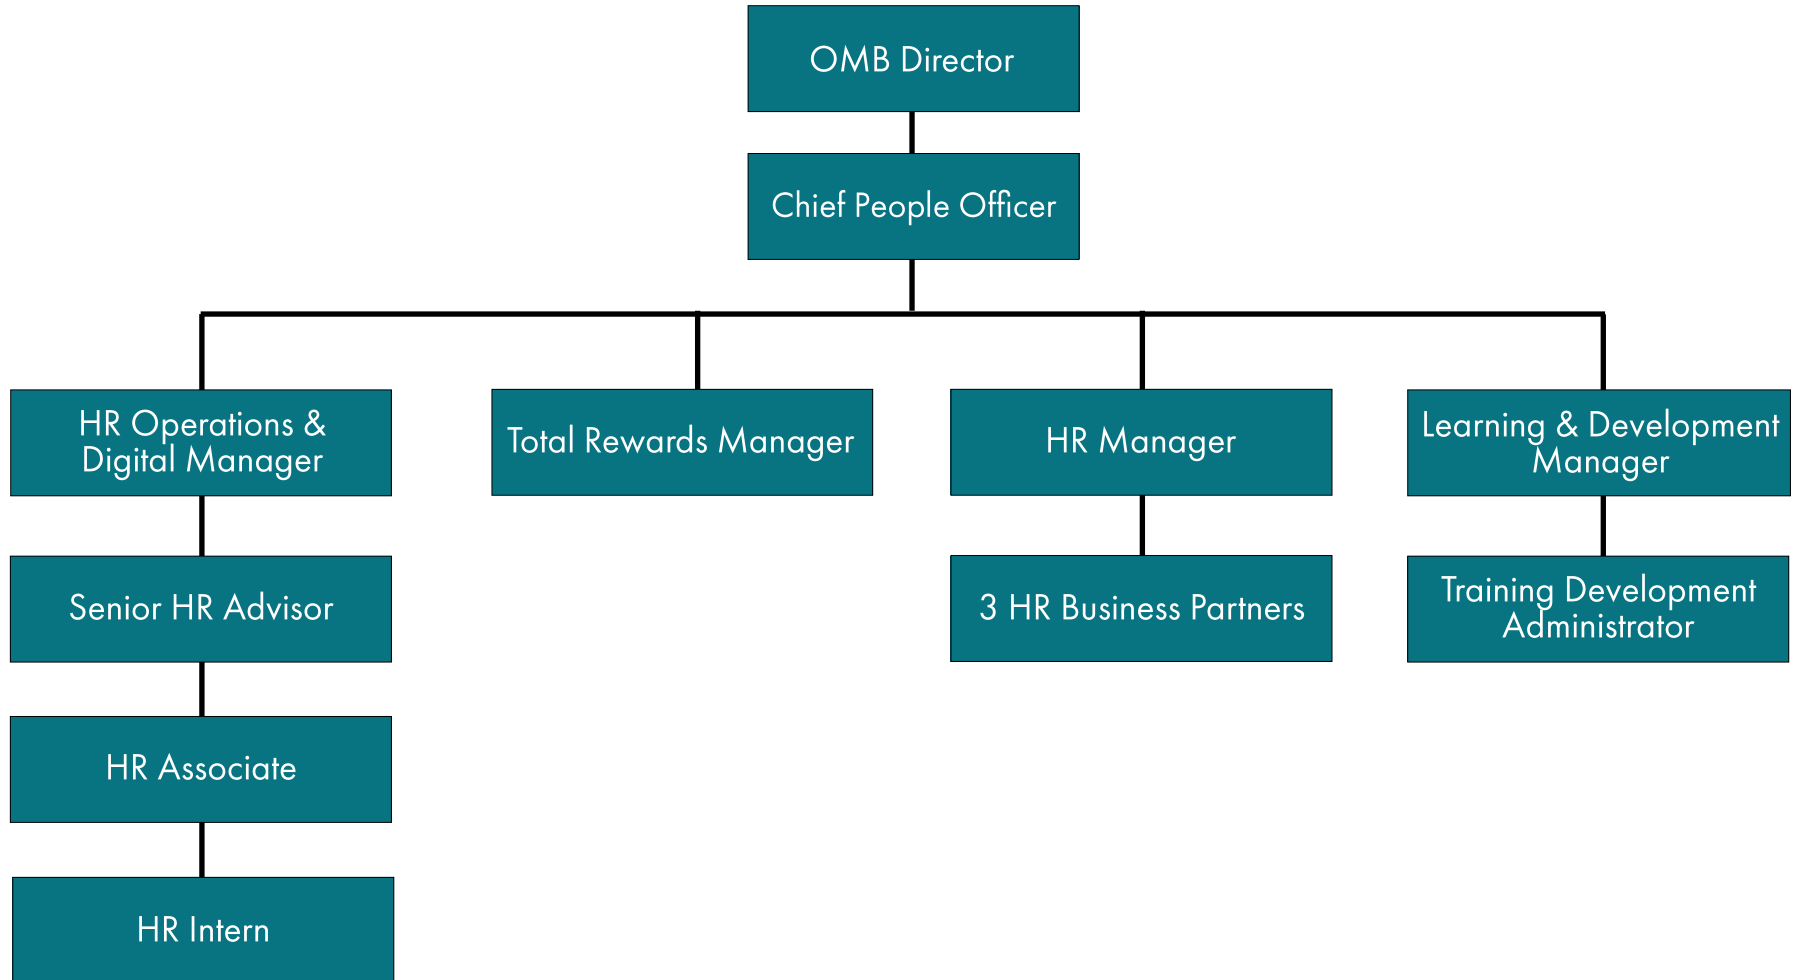 OMB Director
Chief People Officer
HR Operations &
Digital Manager
Total Rewards Manager
HR Manager
Learning & Development
Manager
Senior HR Advisor
3 HR Business Partners
Training Development
Administrator
HR Associate
HR Intern